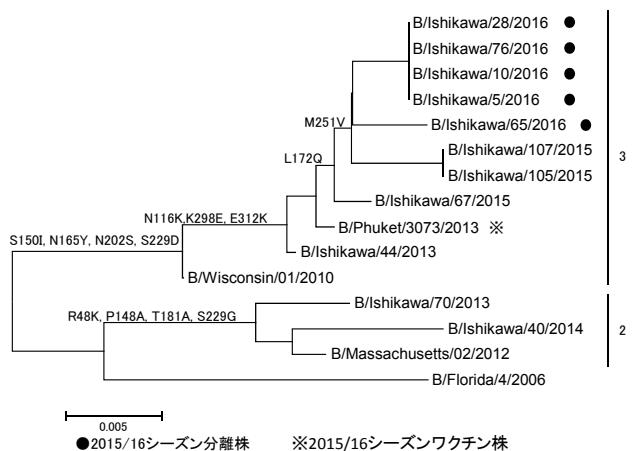 B/Ishikawa/28/2016 ●
B/Ishikawa/76/2016 ●
B/Ishikawa/10/2016 ●
B/Ishikawa/5/2016 ●
M251V
B/Ishikawa/65/2016 ●
B/Ishikawa/107/2015
3
L172Q
B/Ishikawa/105/2015
B/Ishikawa/67/2015
N116K,K298E, E312K
B/Phuket/3073/2013 ※
S150I, N165Y, N202S, S229D
B/Ishikawa/44/2013
B/Wisconsin/01/2010
R48K, P148A, T181A, S229G
B/Ishikawa/70/2013
B/Ishikawa/40/2014
2
B/Massachusetts/02/2012
B/Florida/4/2006
0.005
●2015/16シーズン分離株 ※2015/16シーズンワクチン株